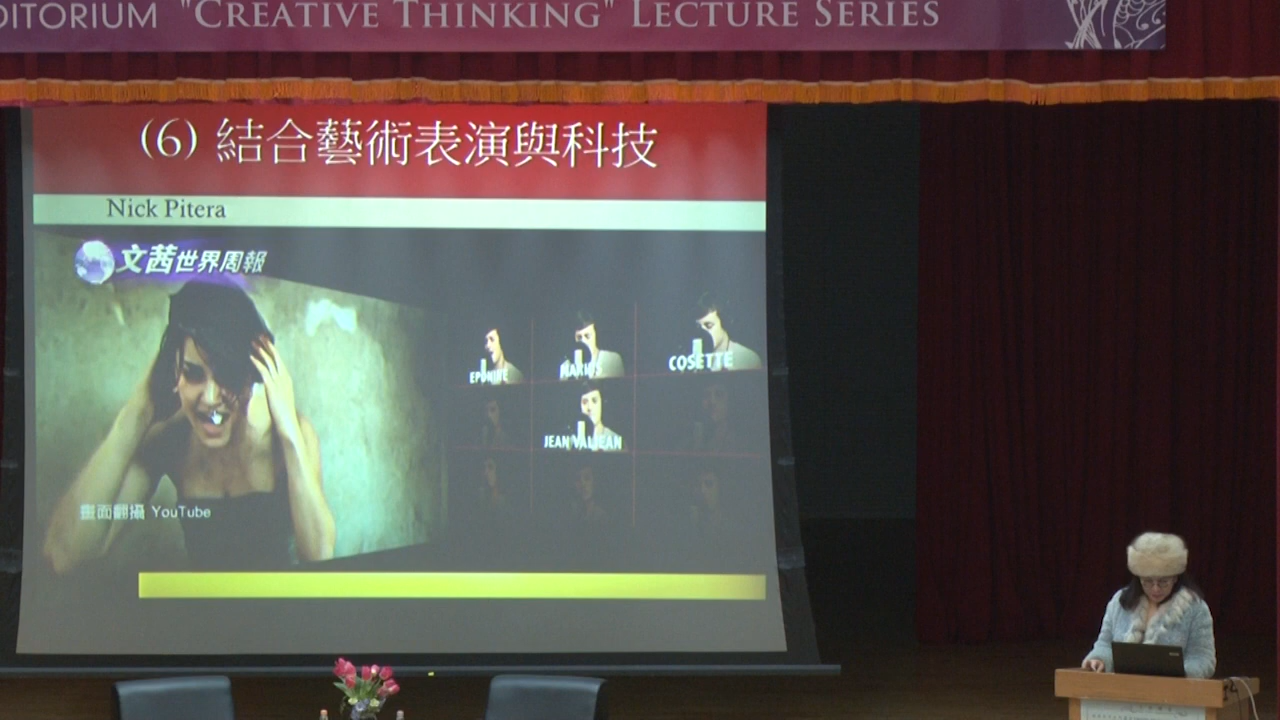 DITORIUM "CREATIVE THINKING" LECTURE SERIES
(6) 結合藝術表演與科技
Nick Pitera
文茜世界周報
EPONINE
MARIUS
COSETTE
JEAN VALJEAN
畫面翻攝 YouTube